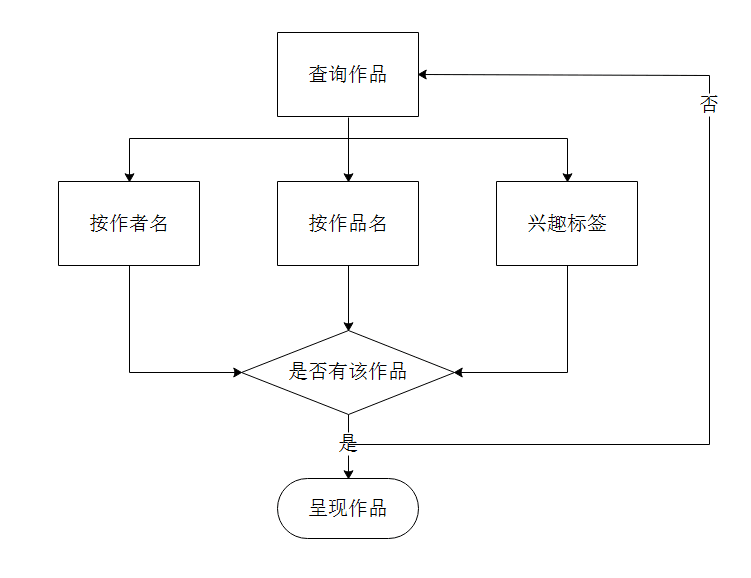 查询作品
否
按作者名
按作品名
兴趣标签
是否有该作品
是
呈现作品